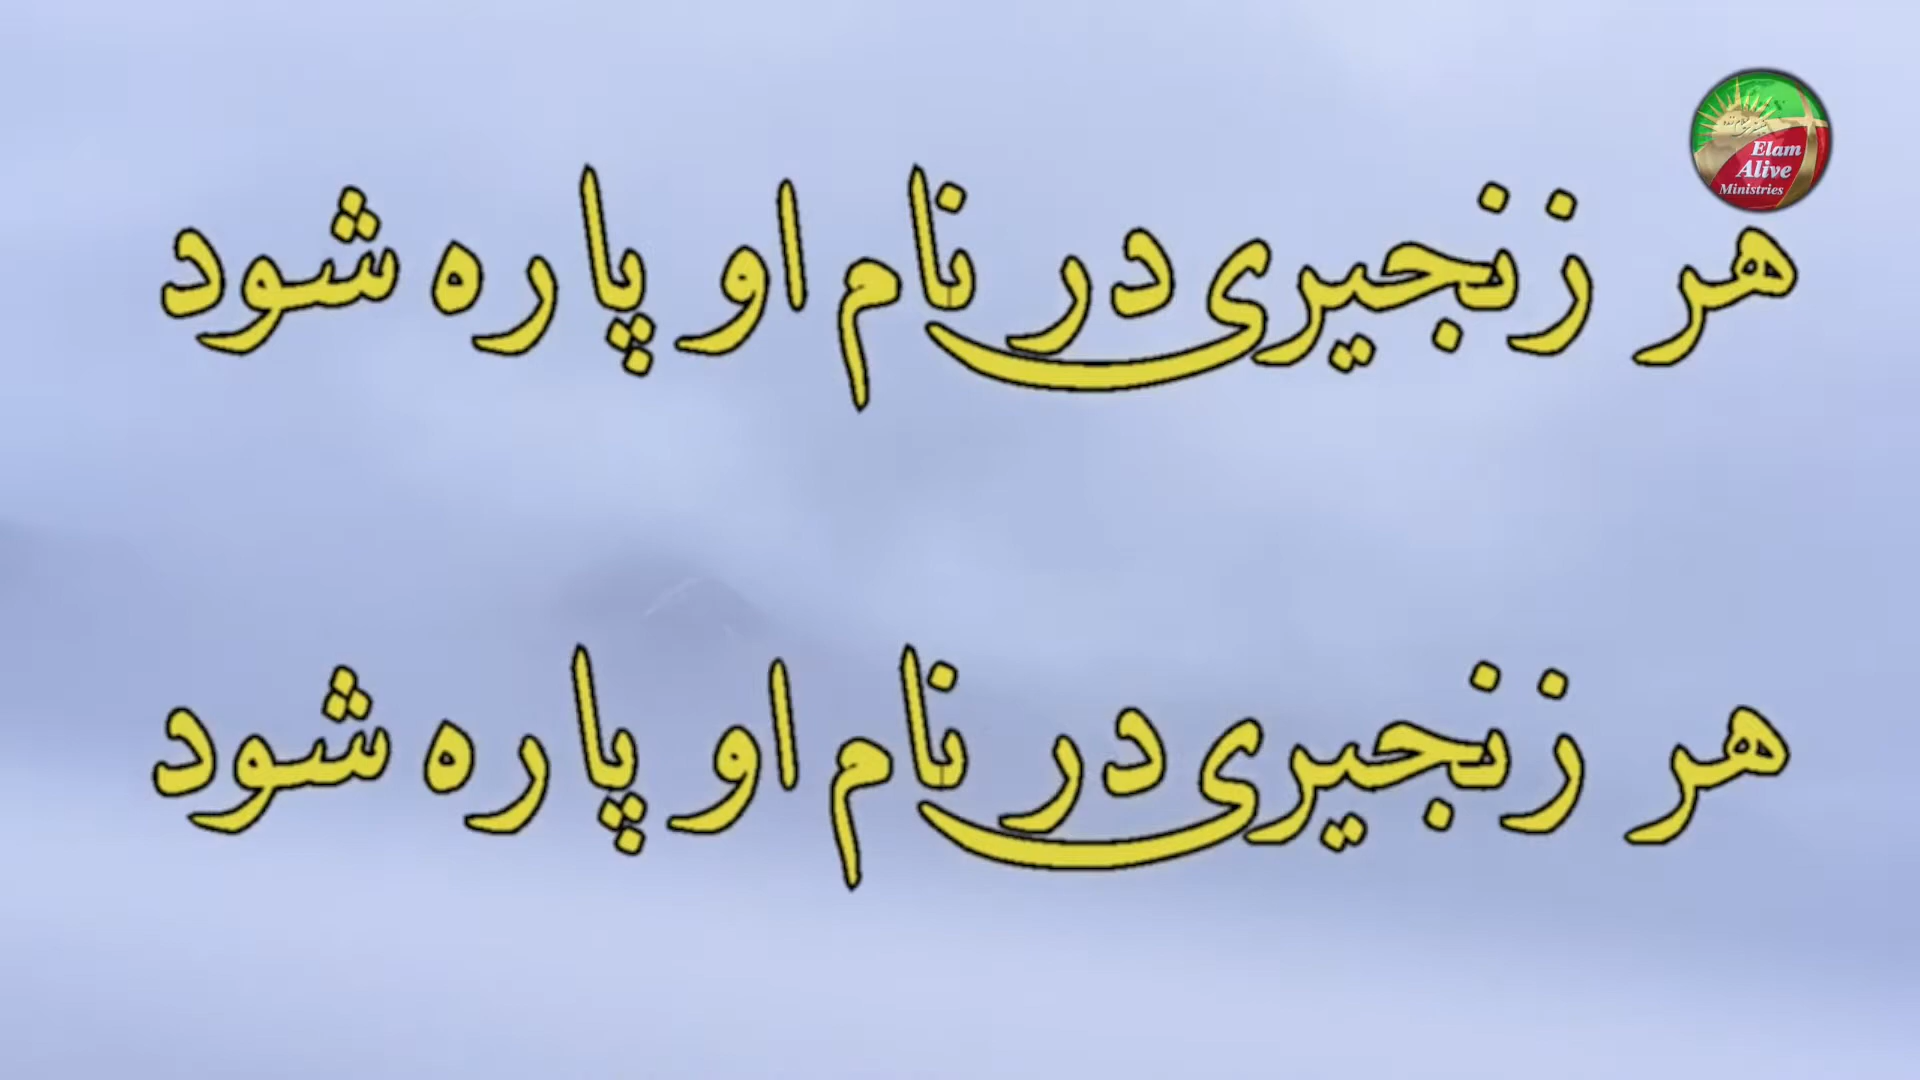 هر زنجیری در نام او پاره شود
هر زنجیری در نام او پاره شود
Elam
Alive
Ministries